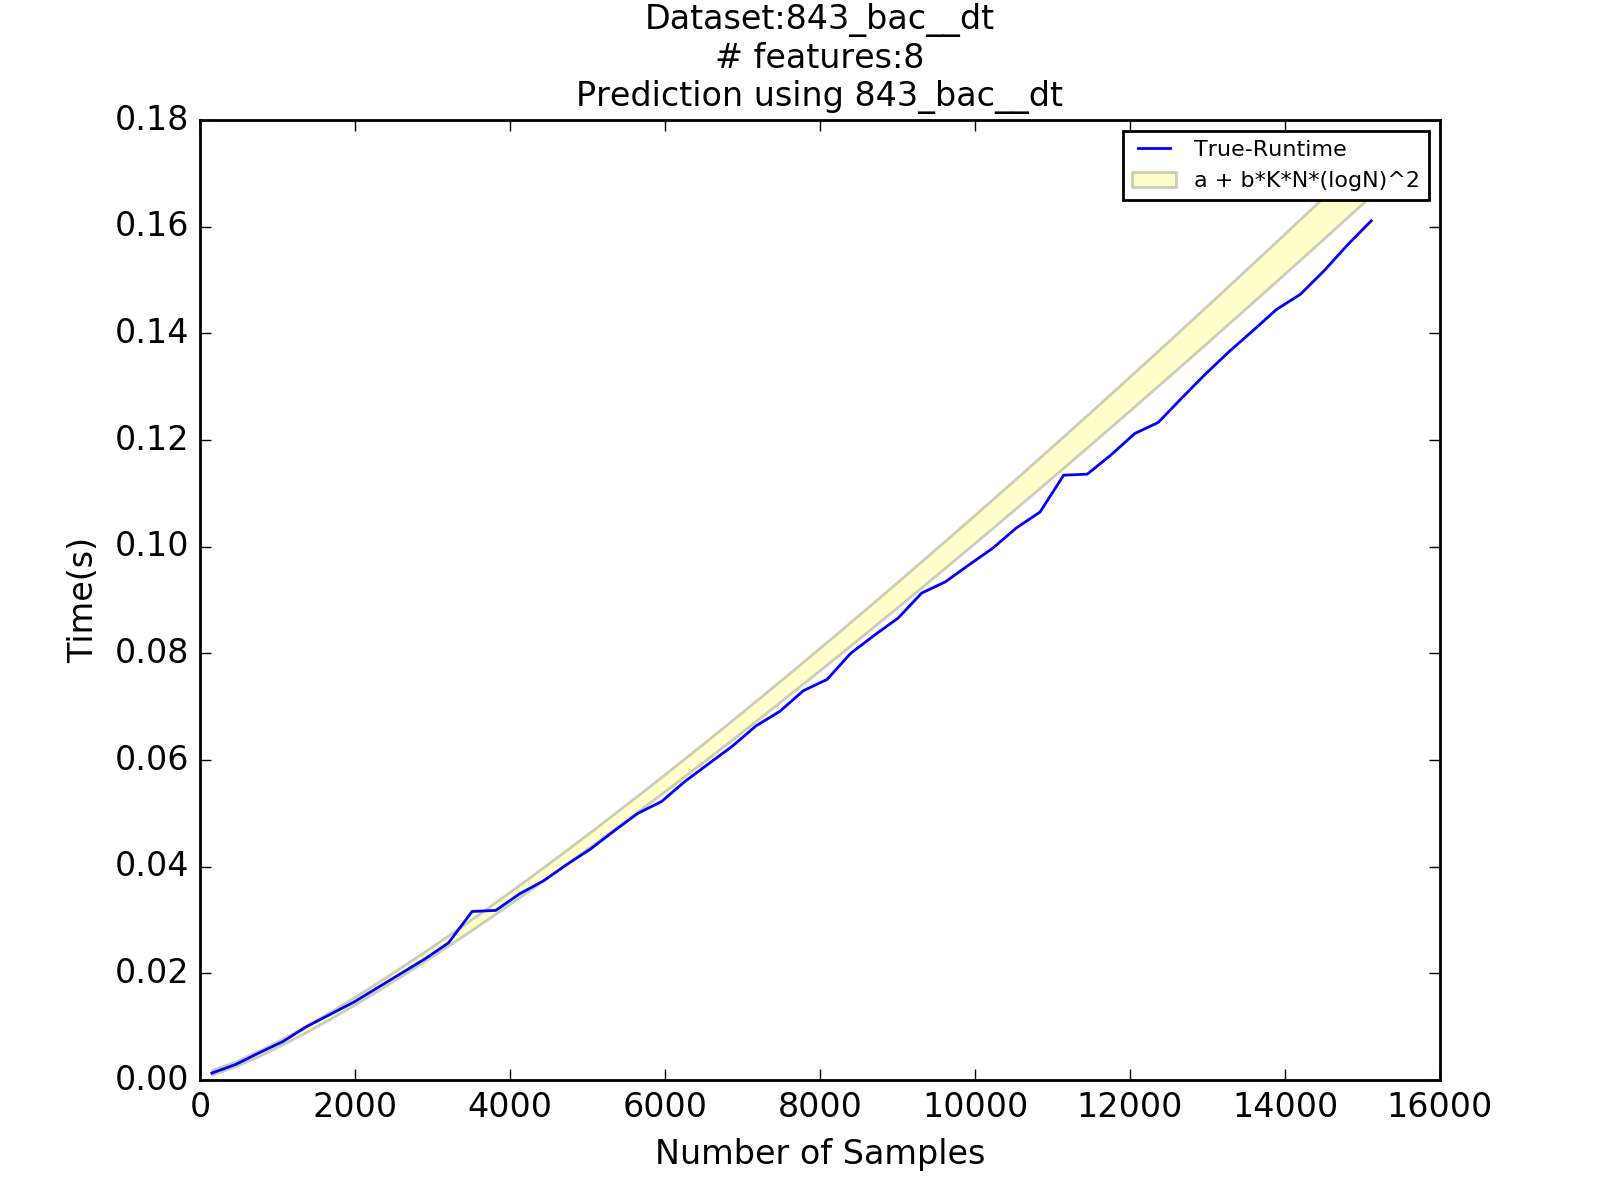 Dataset:843_bac__dt
# features:8
Prediction using 843_bac__dt
True-Runtime
a + b*K*N*(logN)^2
0.18
0.16
0.14
0.12
0.10
0.08
0.06
0.04
0.02
0.00
Time(s)
0 2000 4000 6000 8000 10000 12000 14000 16000
Number of Samples